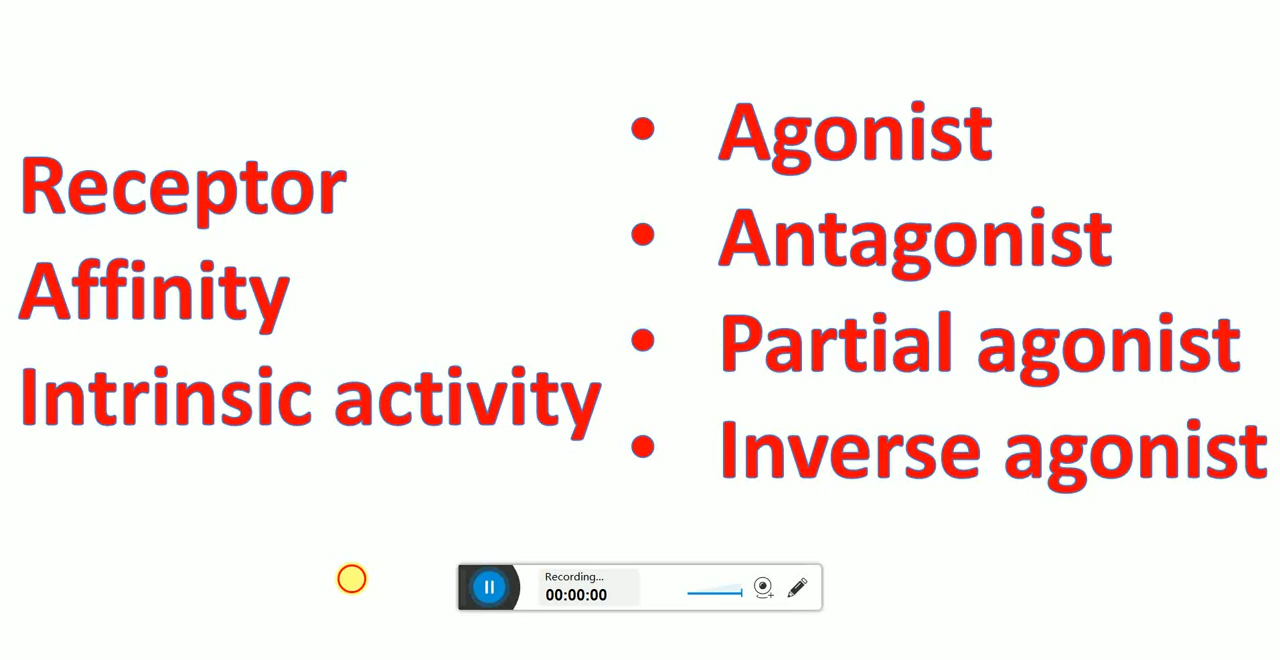 Receptor
Affinity
Intrinsic activity
• Agonist
• Antagonist
• Partial agonist
• Inverse agonist
Recording...
00:00:00